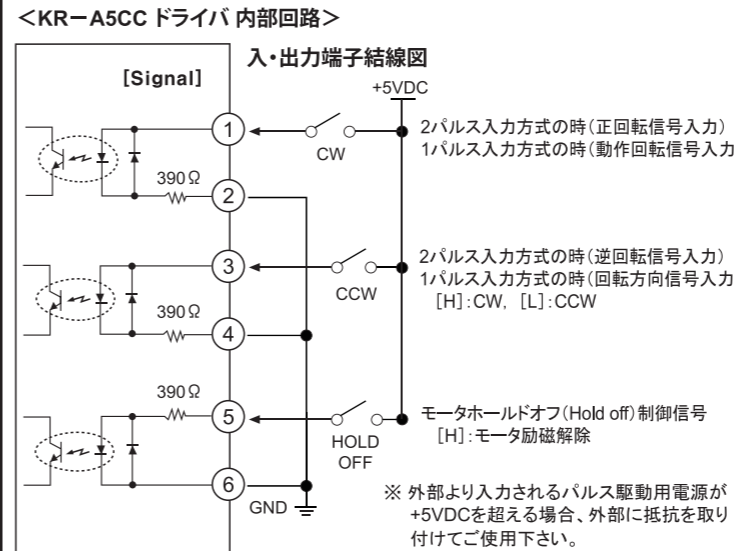 <KR-A5CC ドライバ 内部回路>
入・出力端子結線図
[Signal]
+5VDC
1
CW
2パルス入力方式の時(正回転信号入力)
1パルス入力方式の時(動作回転信号入力
390Ω
2
3
CCW
2パルス入力方式の時(逆回転信号入力)
1パルス入力方式の時(回転方向信号入力
[H]:CW, [L]:CCW
390Ω
4
390Ω
5
HOLD
OFF
モータホールドオフ(Hold off)制御信号
[H]:モータ励磁解除
6
GND
※ 外部より入力されるパルス駆動用電源が
+5VDCを超える場合、外部に抵抗を取り
付けてご使用下さい。